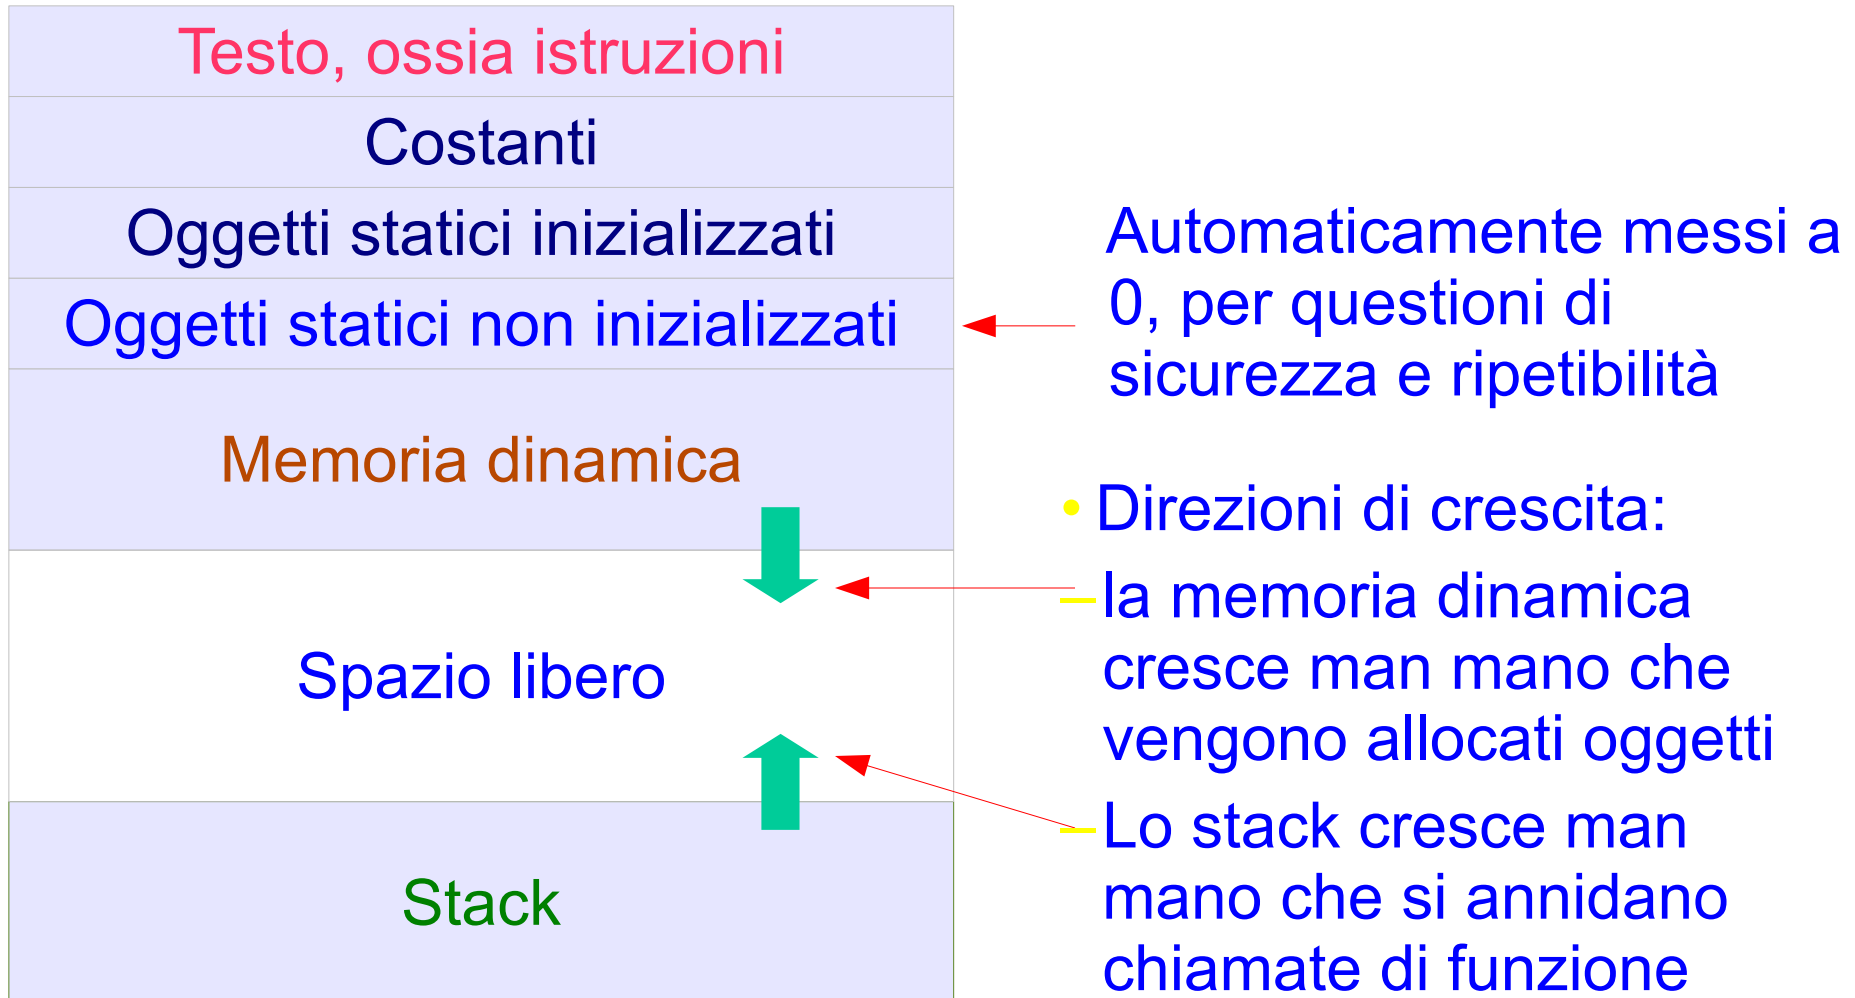 Testo, ossia istruzioni
Costanti
Oggetti statici inizializzati
Oggetti statici non inizializzati
Memoria dinamica
Spazio libero
Stack
Automaticamente messi a
0, per questioni di
sicurezza e ripetibilità
• Direzioni di crescita:
– la memoria dinamica
cresce man mano che
vengono allocati oggetti
– Lo stack cresce man
mano che si annidano
chiamate di funzione